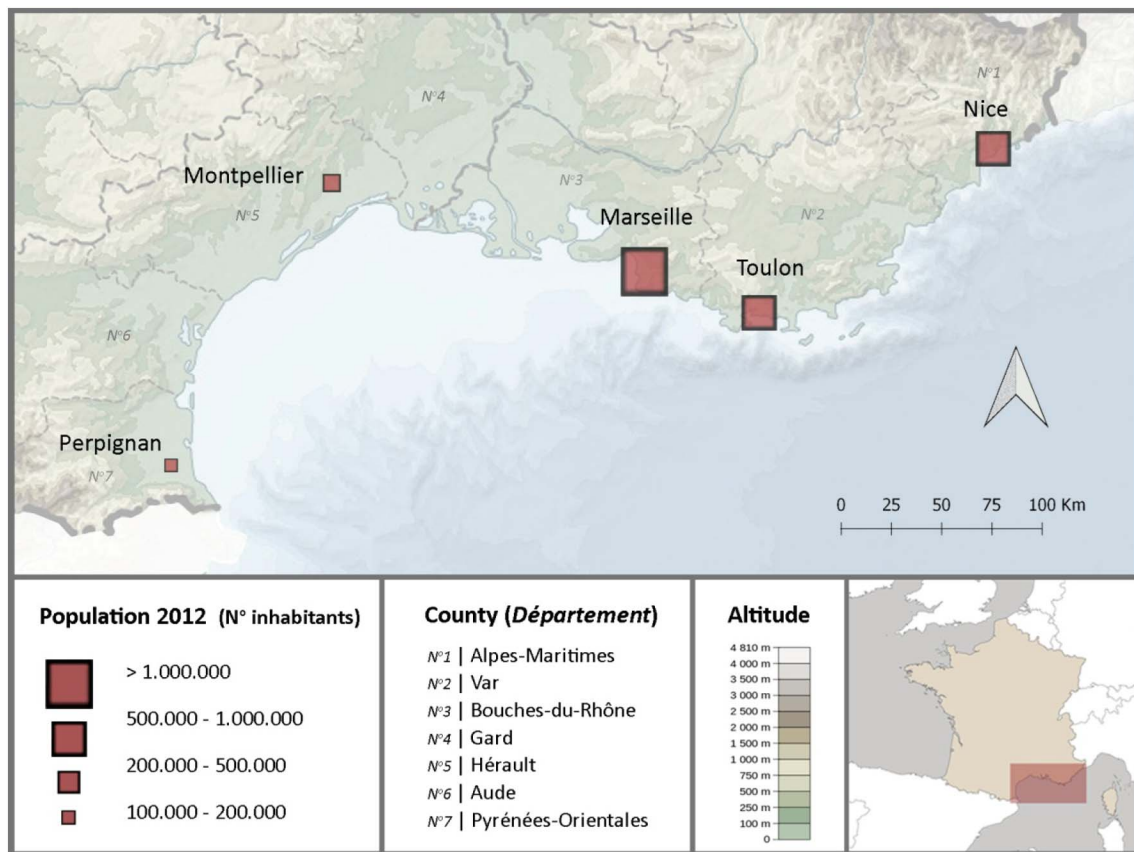 N°1
Nice
N°4
Montpellier
N°3
N°5
N°2
Marseille
Toulon
N°6
Perpignan
N°7
0 25 50 75 100 Km
Population 2012 (N° inhabitants)
> 1.000.000
500.000 - 1.000.000
200.000 - 500.000
100.000 - 200.000
County (Département)
N°1 | Alpes-Maritimes
N°2 | Var
N°3 | Bouches-du-Rhône
N°4 | Gard
N°5 | Hérault
N°6 | Aude
N°7 | Pyrénées-Orientales
Altitude
4 810 m
4 000 m
3 500 m
3 000 m
2 500 m
2 000 m
1 500 m
1 000 m
750 m
500 m
250 m
100 m
0